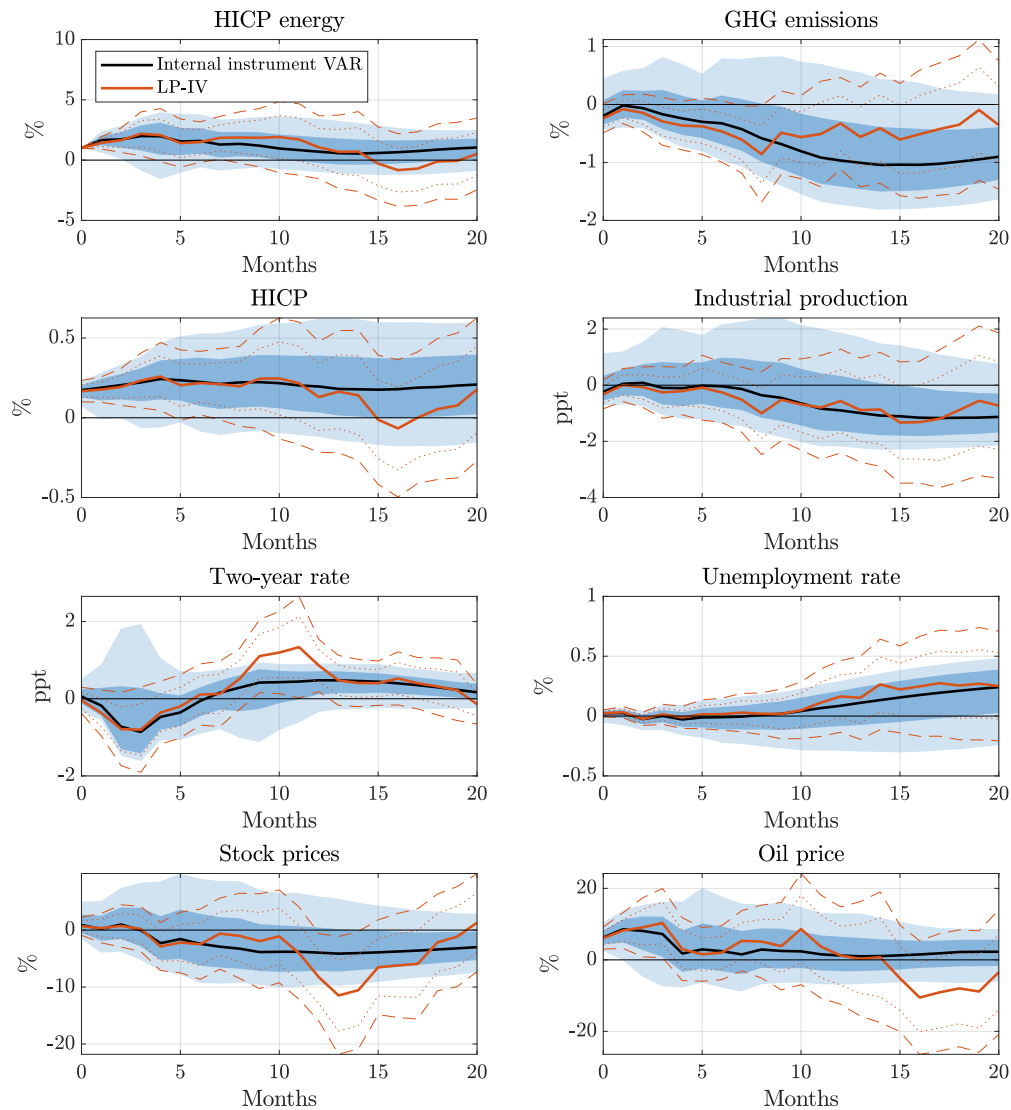 HICP energy
10
5
0
-5
%
Internal instrument VAR
LP-IV
0 5 10 15 20
Months
GHG emissions
1
0
-1
-2
%
0 5 10 15 20
Months
HICP
0.5
0
-0.5
%
0 5 10 15 20
Months
Industrial production
2
0
-2
-4
ppt
0 5 10 15 20
Months
Two-year rate
2
0
-2
ppt
0 5 10 15 20
Months
Unemployment rate
1
0.5
0
-0.5
%
0 5 10 15 20
Months
Stock prices
0
-10
-20
%
0 5 10 15 20
Months
Oil price
20
0
-20
%
0 5 10 15 20
Months